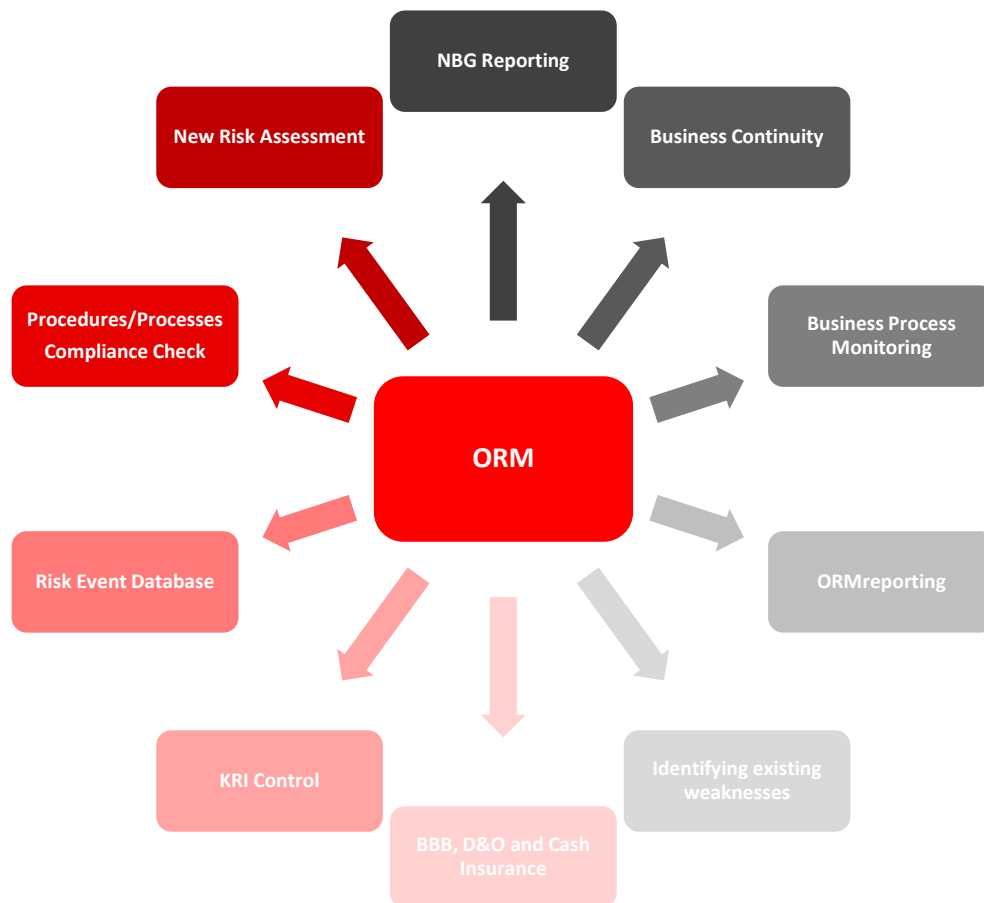 NBG Reporting
New Risk Assessment
Business Continuity
Procedures/Processes
Compliance Check
Business Process
Monitoring
ORM
Risk Event Database
ORMreporting
KRI Control
Identifying existing
weaknesses
BBB, D&O and Cash
Insurance